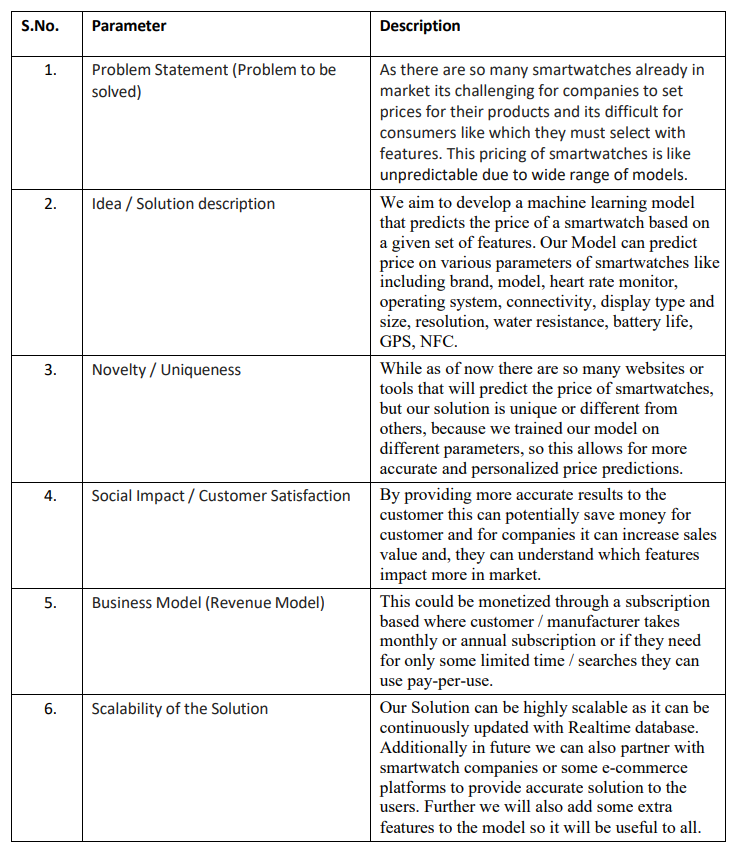 S.No. Parameter Description
1. Problem Statement (Problem to be
solved)
As there are so many smartwatches already in
market its challenging for companies to set
prices for their products and its difficult for
consumers like which they must select with
features. This pricing of smartwatches is like
unpredictable due to wide range of models.
2. Idea / Solution description
We aim to develop a machine learning model
that predicts the price of a smartwatch based on
a given set of features. Our Model can predict
price on various parameters of smartwatches like
including brand, model, heart rate monitor,
operating system, connectivity, display type and
size, resolution, water resistance, battery life,
GPS, NFC.
3. Novelty / Uniqueness
While as of now there are so many websites or
tools that will predict the price of smartwatches,
but our solution is unique or different from
others, because we trained our model on
different parameters, so this allows for more
accurate and personalized price predictions.
4. Social Impact / Customer Satisfaction
By providing more accurate results to the
customer this can potentially save money for
customer and for companies it can increase sales
value and, they can understand which features
impact more in market.
5. Business Model (Revenue Model)
This could be monetized through a subscription
based where customer / manufacturer takes
monthly or annual subscription or if they need
for only some limited time / searches they can
use pay-per-use.
6. Scalability of the Solution
Our Solution can be highly scalable as it can be
continuously updated with Realtime database.
Additionally in future we can also partner with
smartwatch companies or some e-commerce
platforms to provide accurate solution to the
users. Further we will also add some extra
features to the model so it will be useful to all.